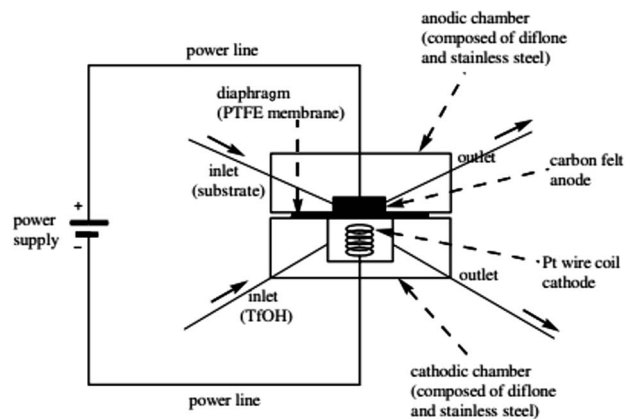 anodic chamber
(composed of diflone
and stainless steel)
power line
diaphragm
(PTFE membrane)
inlet
(substrate)
outlet
carbon felt
anode
+
power
supply
−
Pt wire coil
cathode
outlet
inlet
(TfOH)
cathodic chamber
(composed of diflone
and stainless steel)
power line